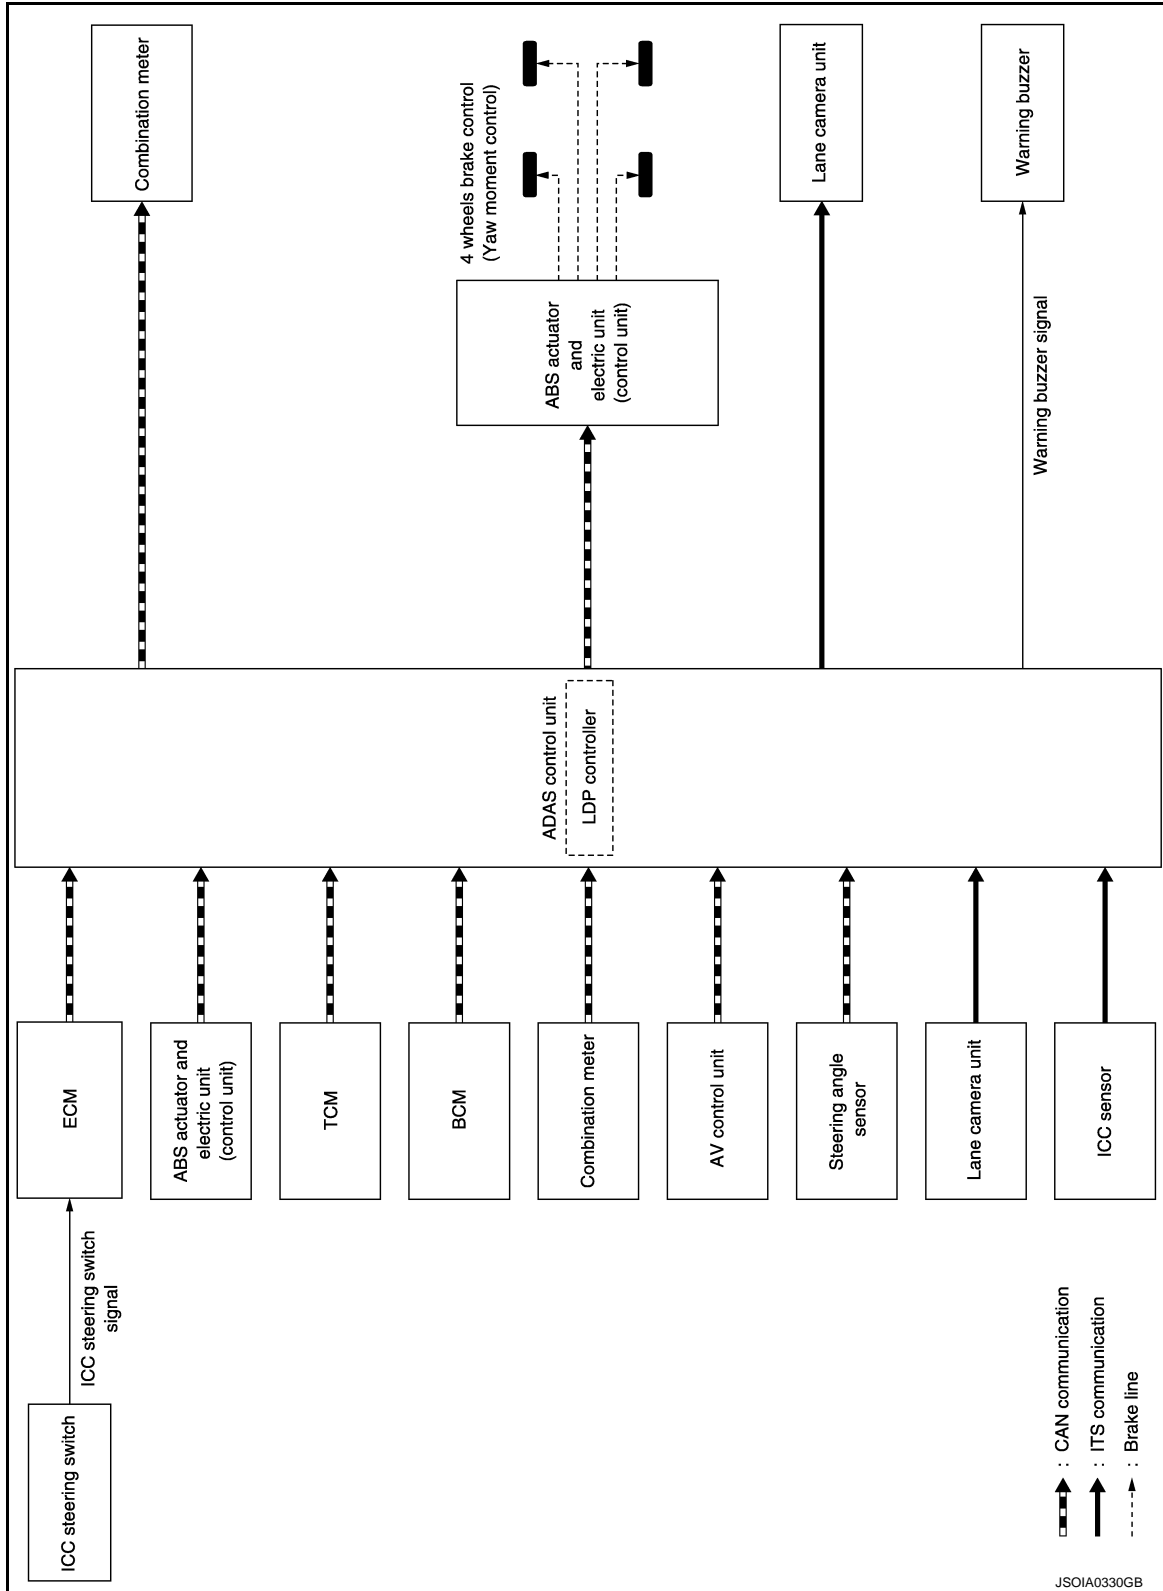 ICC steering switch
ICC steering switch
signal
ECM
ABS actuator and
electric unit
(control unit)
TCM
BCM
Combination meter
AV control unit
Steering angle
sensor
Lane camera unit
ICC sensor
ADAS control unit
LDP controller
Combination meter
ABS actuator
and
electric unit
(control unit)
4 wheels brake control
(Yaw moment control)
Lane camera unit
Warning buzzer signal
Warning buzzer
: CAN communication
: ITS communication
: Brake line
JSOIA0330GB